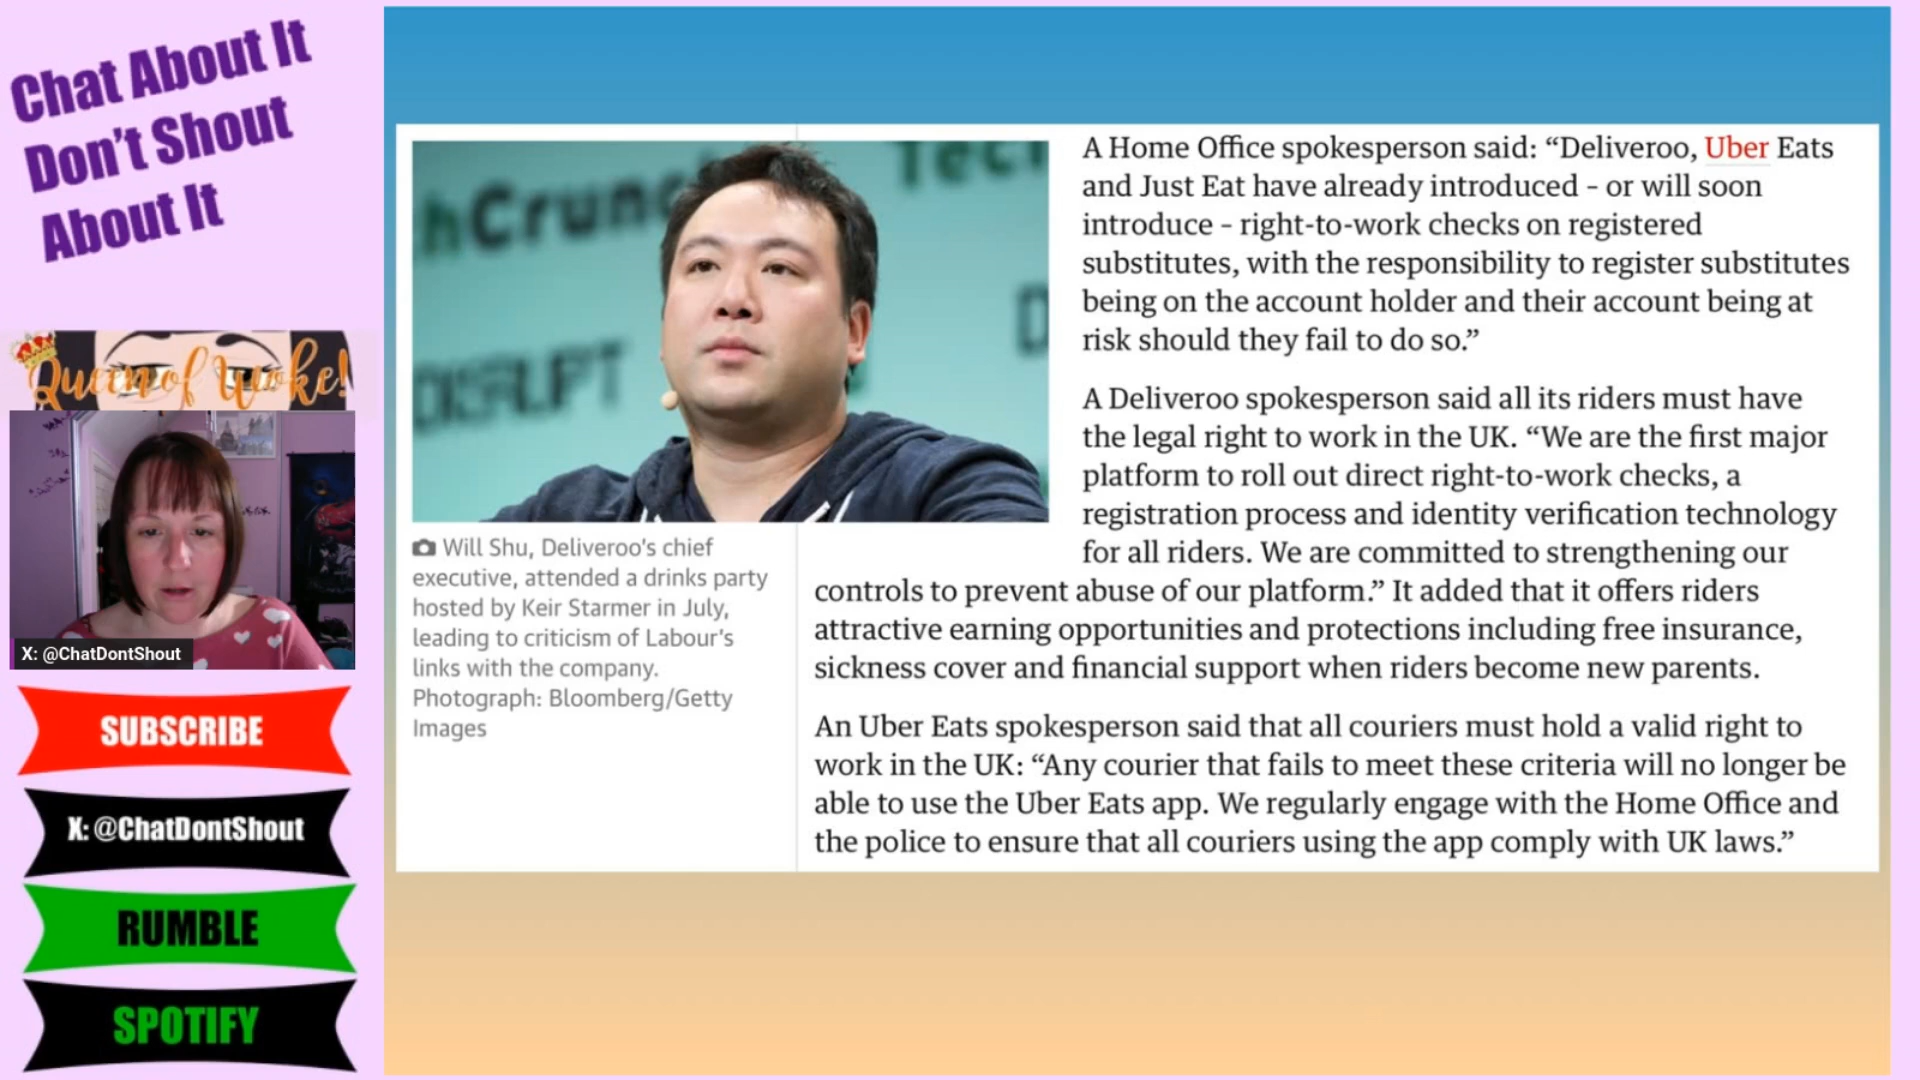 Chat About It
Don't Shout
About It
Queen of Woke!
X: @ChatDontShout
SUBSCRIBE
X: @ChatDontShout
RUMBLE
SPOTIFY
hCrunc
Tec
DISRUPT
D
Will Shu, Deliveroo's chief
executive, attended a drinks party
hosted by Keir Starmer in July,
leading to criticism of Labour's
links with the company.
Photograph: Bloomberg/Getty
Images
A Home Office spokesperson said: “Deliveroo, Uber Eats
and Just Eat have already introduced – or will soon
introduce – right-to-work checks on registered
substitutes, with the responsibility to register substitutes
being on the account holder and their account being at
risk should they fail to do so.”
A Deliveroo spokesperson said all its riders must have
the legal right to work in the UK. “We are the first major
platform to roll out direct right-to-work checks, a
registration process and identity verification technology
for all riders. We are committed to strengthening our
controls to prevent abuse of our platform.” It added that it offers riders
attractive earning opportunities and protections including free insurance,
sickness cover and financial support when riders become new parents.
An Uber Eats spokesperson said that all couriers must hold a valid right to
work in the UK: “Any courier that fails to meet these criteria will no longer be
able to use the Uber Eats app. We regularly engage with the Home Office and
the police to ensure that all couriers using the app comply with UK laws.”